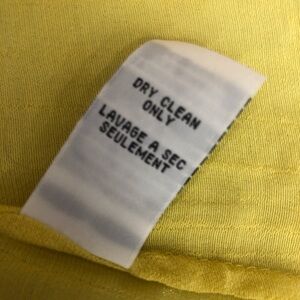 DRY CLEAN
ONLY
LAVAGE A SEC
SEULEMENT